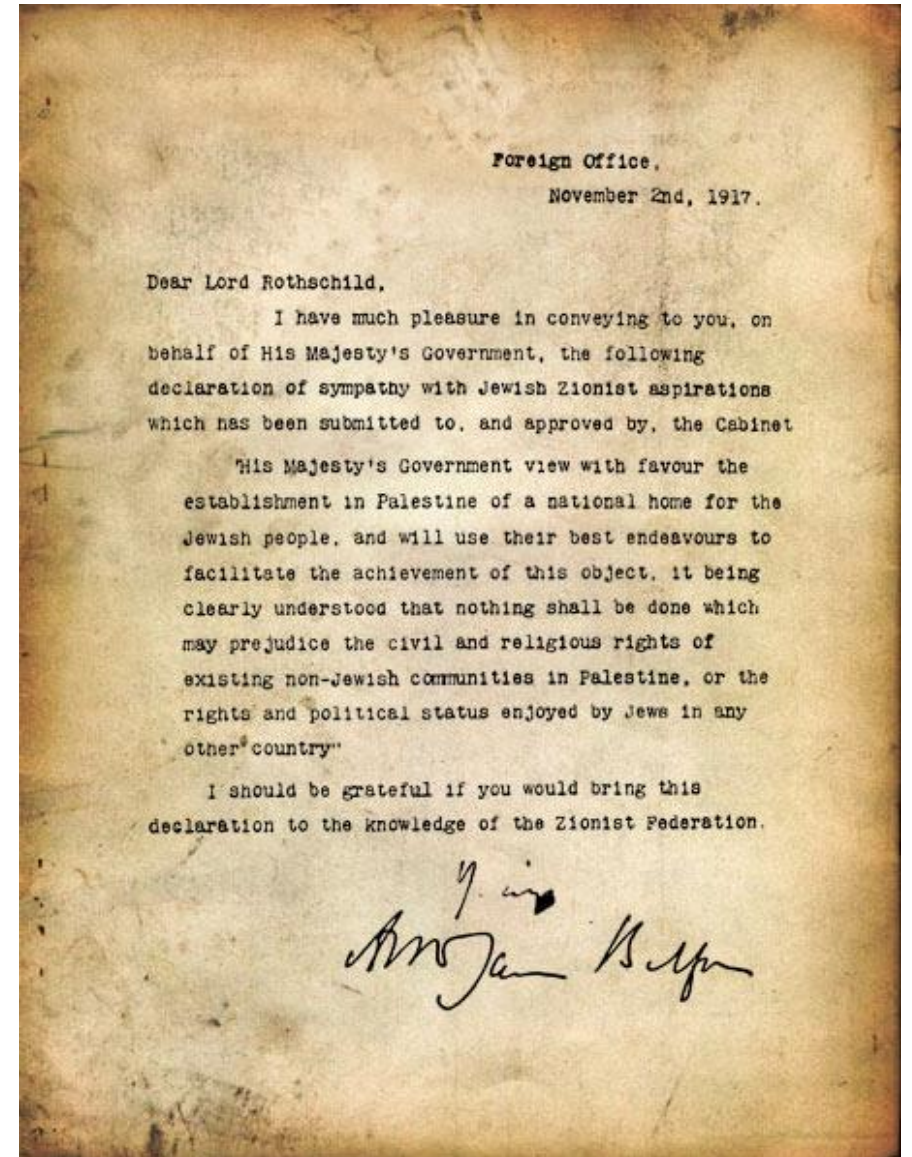 Foreign Office,
November 2nd, 1917.
Dear Lord Rothschild,
I have much pleasure in conveying to you, on
behalf of His Majesty's Government, the following
declaration of sympathy with Jewish Zionist aspirations
which has been submitted to, and approved by, the Cabinet
"His Majesty's Government view with favour the
establishment in Palestine of a national home for the
Jewish people, and will use their best endeavours to
facilitate the achievement of this object, it being
clearly understood that nothing shall be done which
may prejudice the civil and religious rights of
existing non-Jewish communities in Palestine, or the
rights and political status enjoyed by Jews in any
other country"
I should be grateful if you would bring this
declaration to the knowledge of the Zionist Federation.